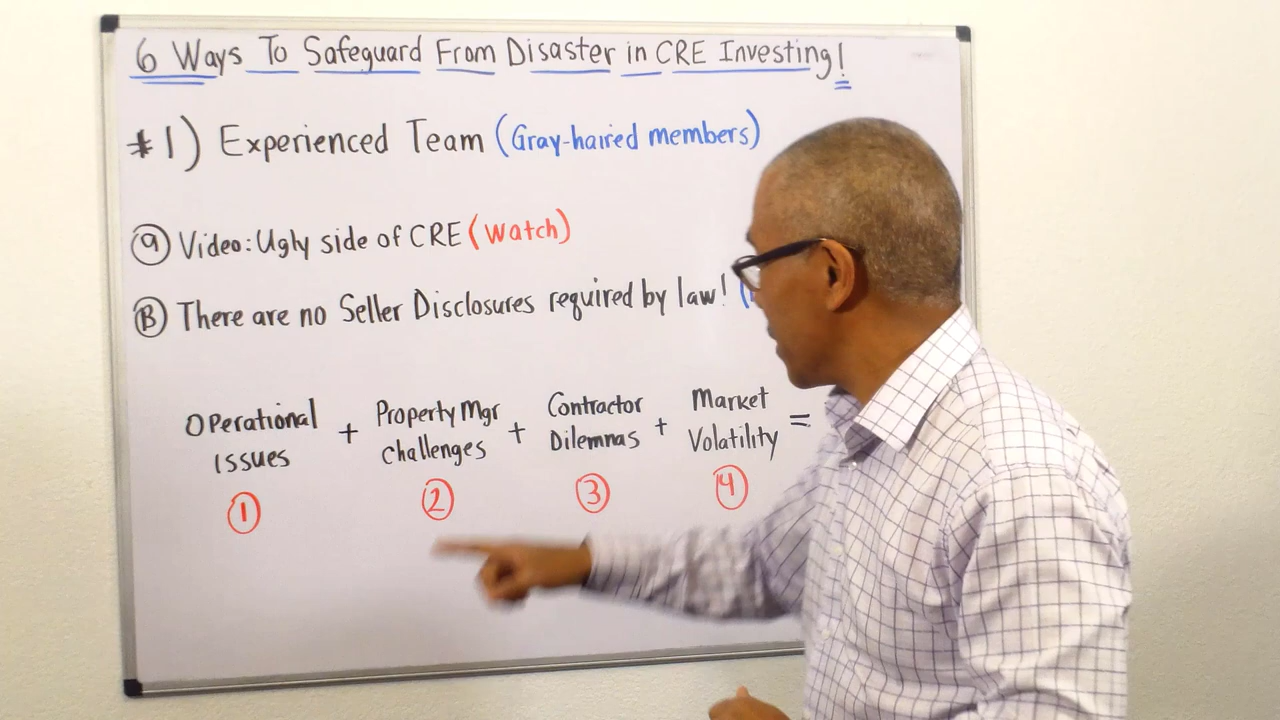 6 Ways To Safeguard From Disaster in CRE Investing!
#1) Experienced Team (Gray-haired members)
a Video: Ugly side of CRE (Watch)
B There are no Seller Disclosures required by law! (
Operational Issues + Property Mgr Challenges + Contractor Dilemnas + Market Volatility =
1 2 3 4